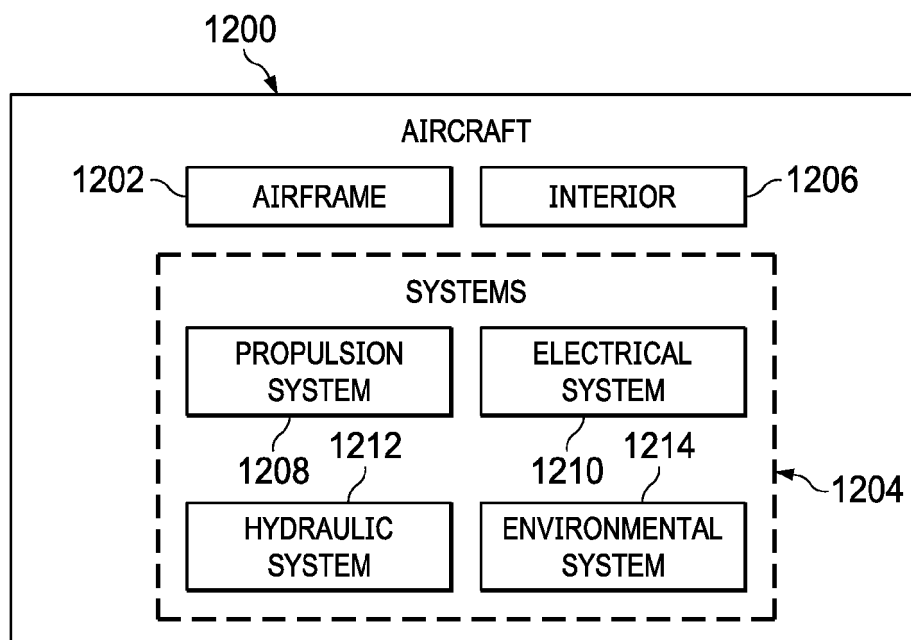 1200
AIRCRAFT
1202
AIRFRAME
INTERIOR
1206
SYSTEMS
PROPULSION
SYSTEM
ELECTRICAL
SYSTEM
1208
1212
1210
1214
1204
HYDRAULIC
SYSTEM
ENVIRONMENTAL
SYSTEM